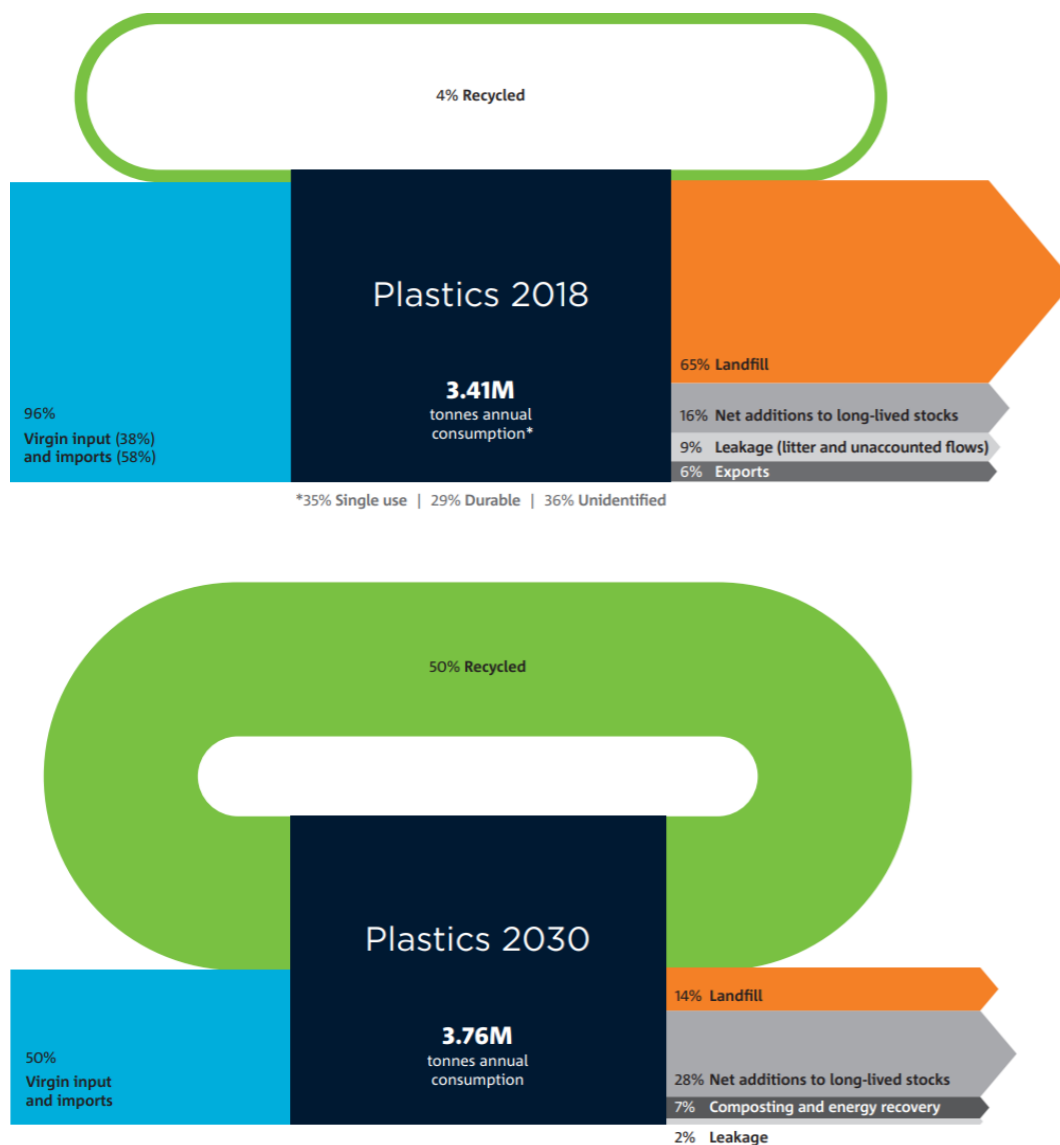 4% Recycled
Plastics 2018
3.41M
tonnes annual
consumption*
96%
Virgin input (38%)
and imports (58%)
65% Landfill
16% Net additions to long-lived stocks
9% Leakage (litter and unaccounted flows)
6% Exports
*35% Single use | 29% Durable | 36% Unidentified
50% Recycled
Plastics 2030
3.76M
tonnes annual
consumption
50%
Virgin input
and imports
14% Landfill
28% Net additions to long-lived stocks
7% Composting and energy recovery
2% Leakage